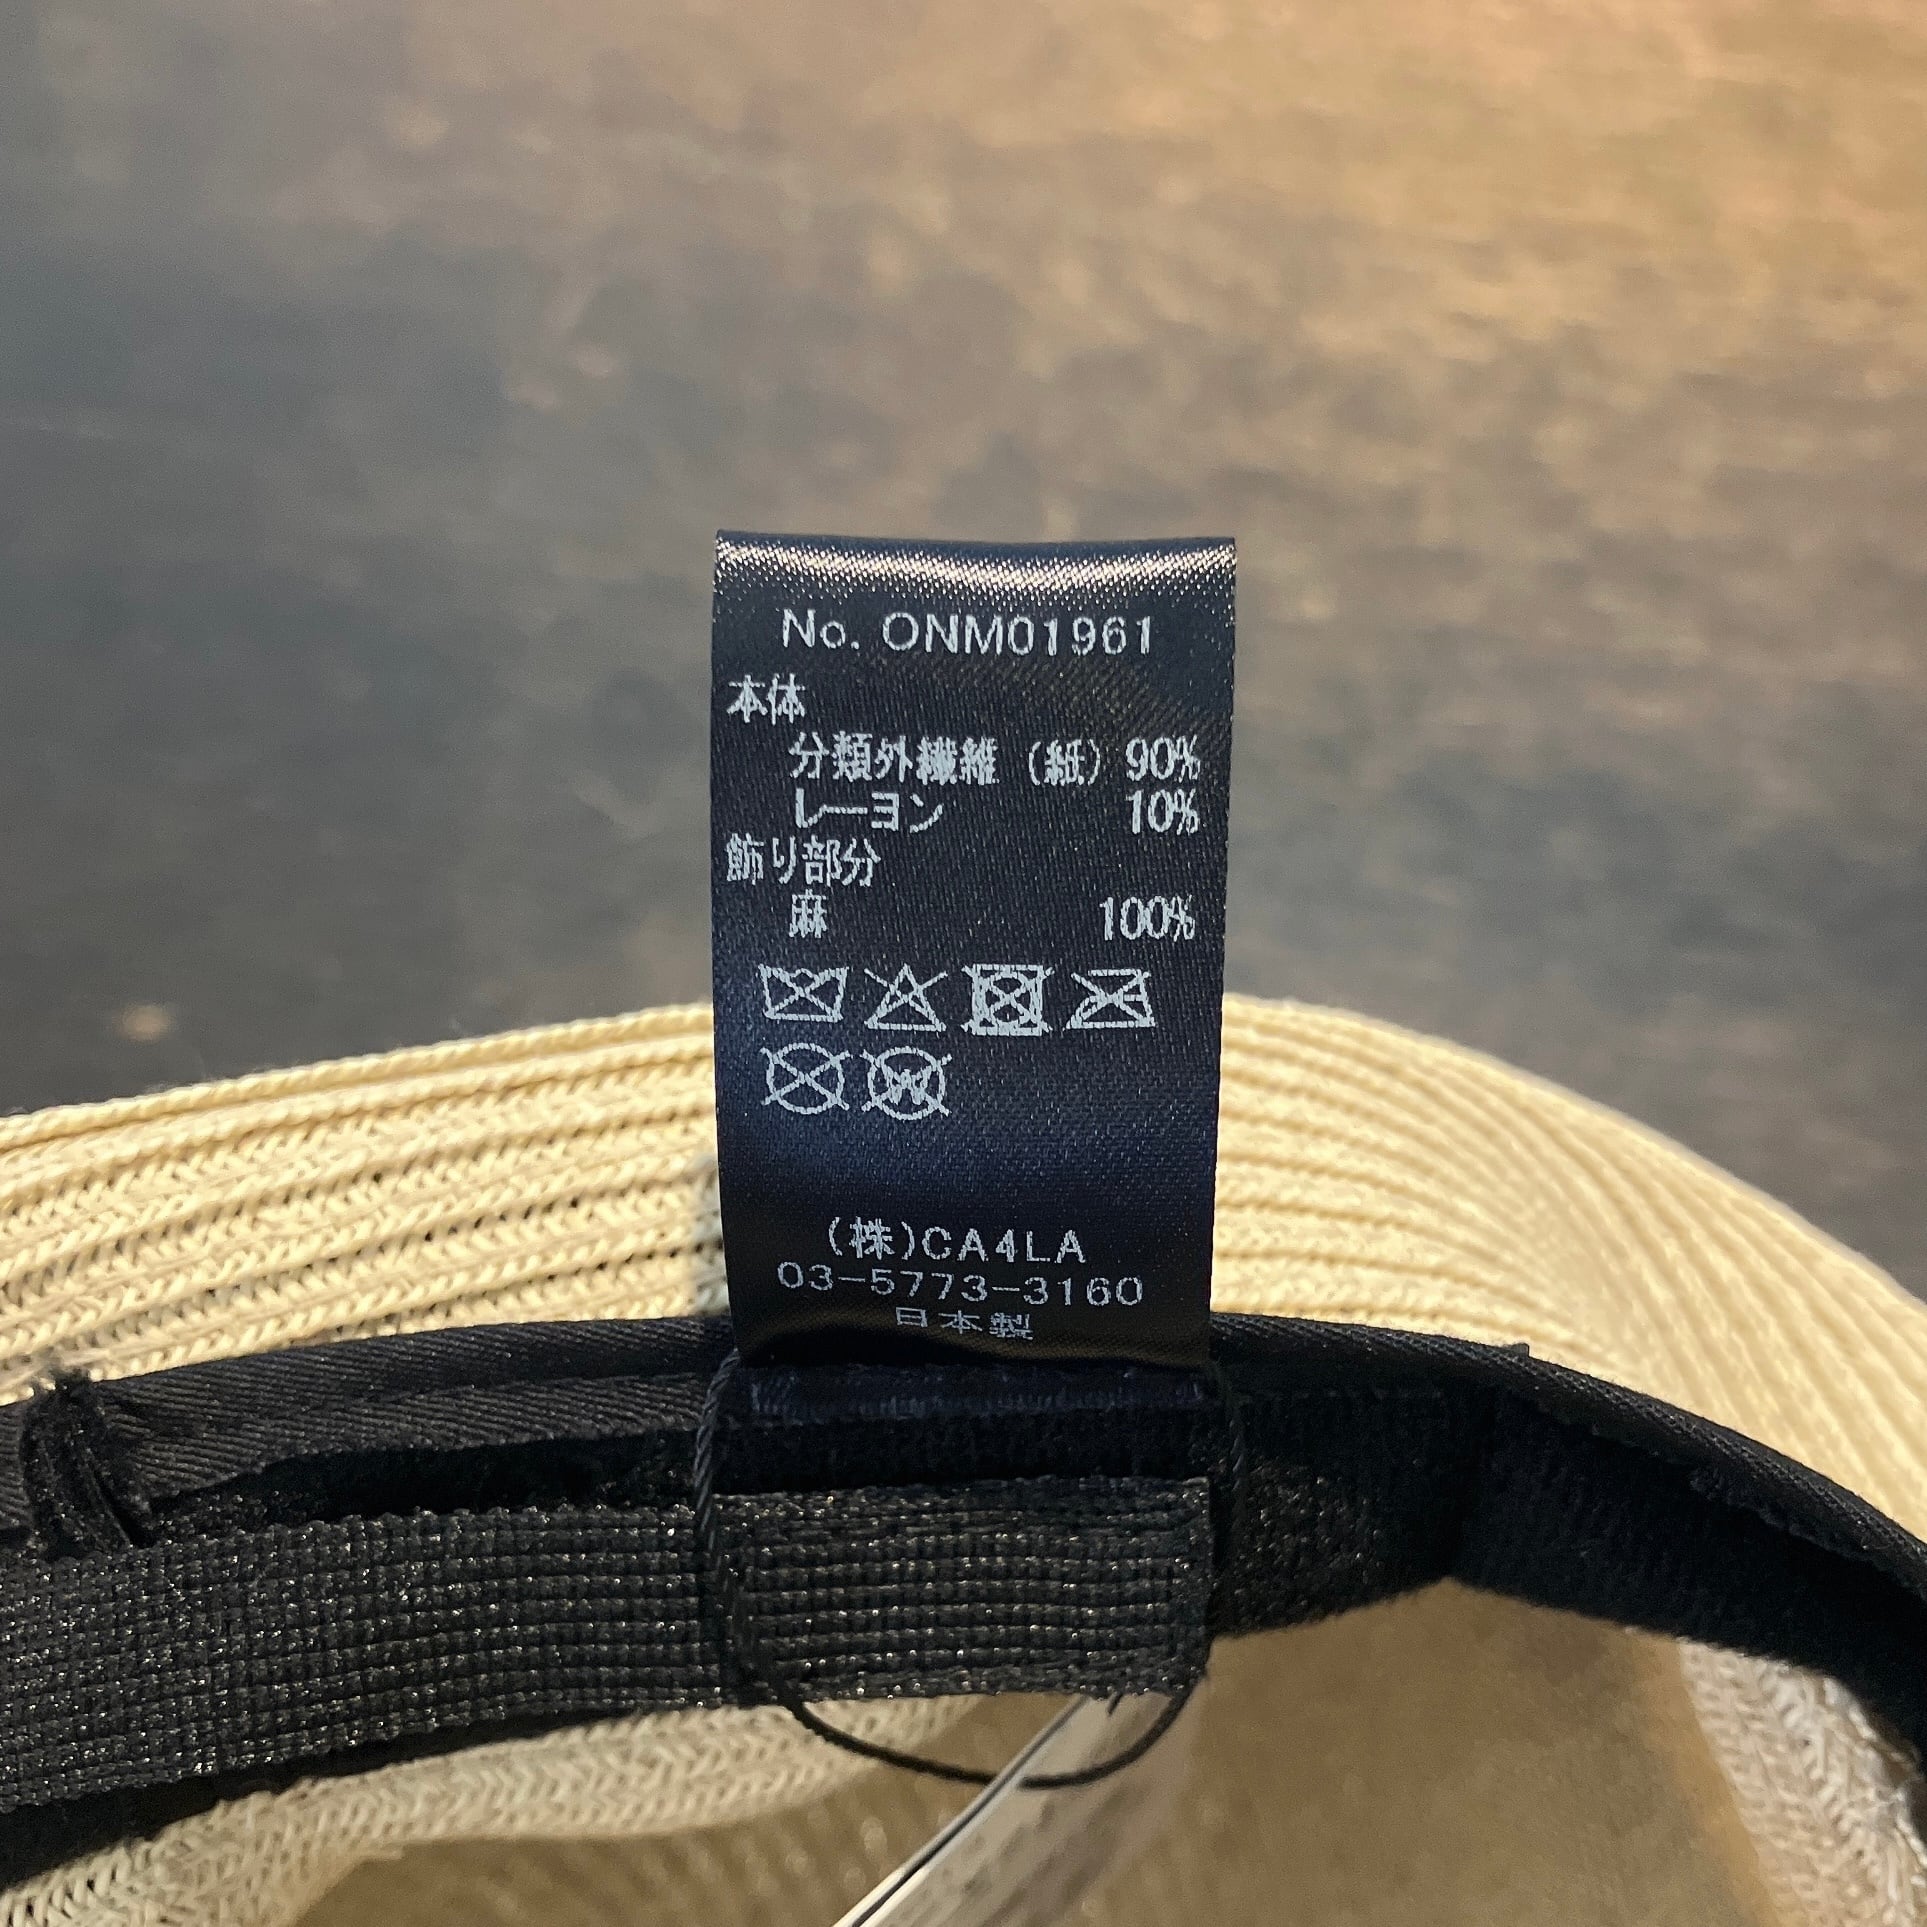 No. ONM01961
本体
分類外繊維（紙） 90%
レーヨン 10%
飾り部分
麻 100%
W
(株)CA4LA
03-5773-3160
日本製